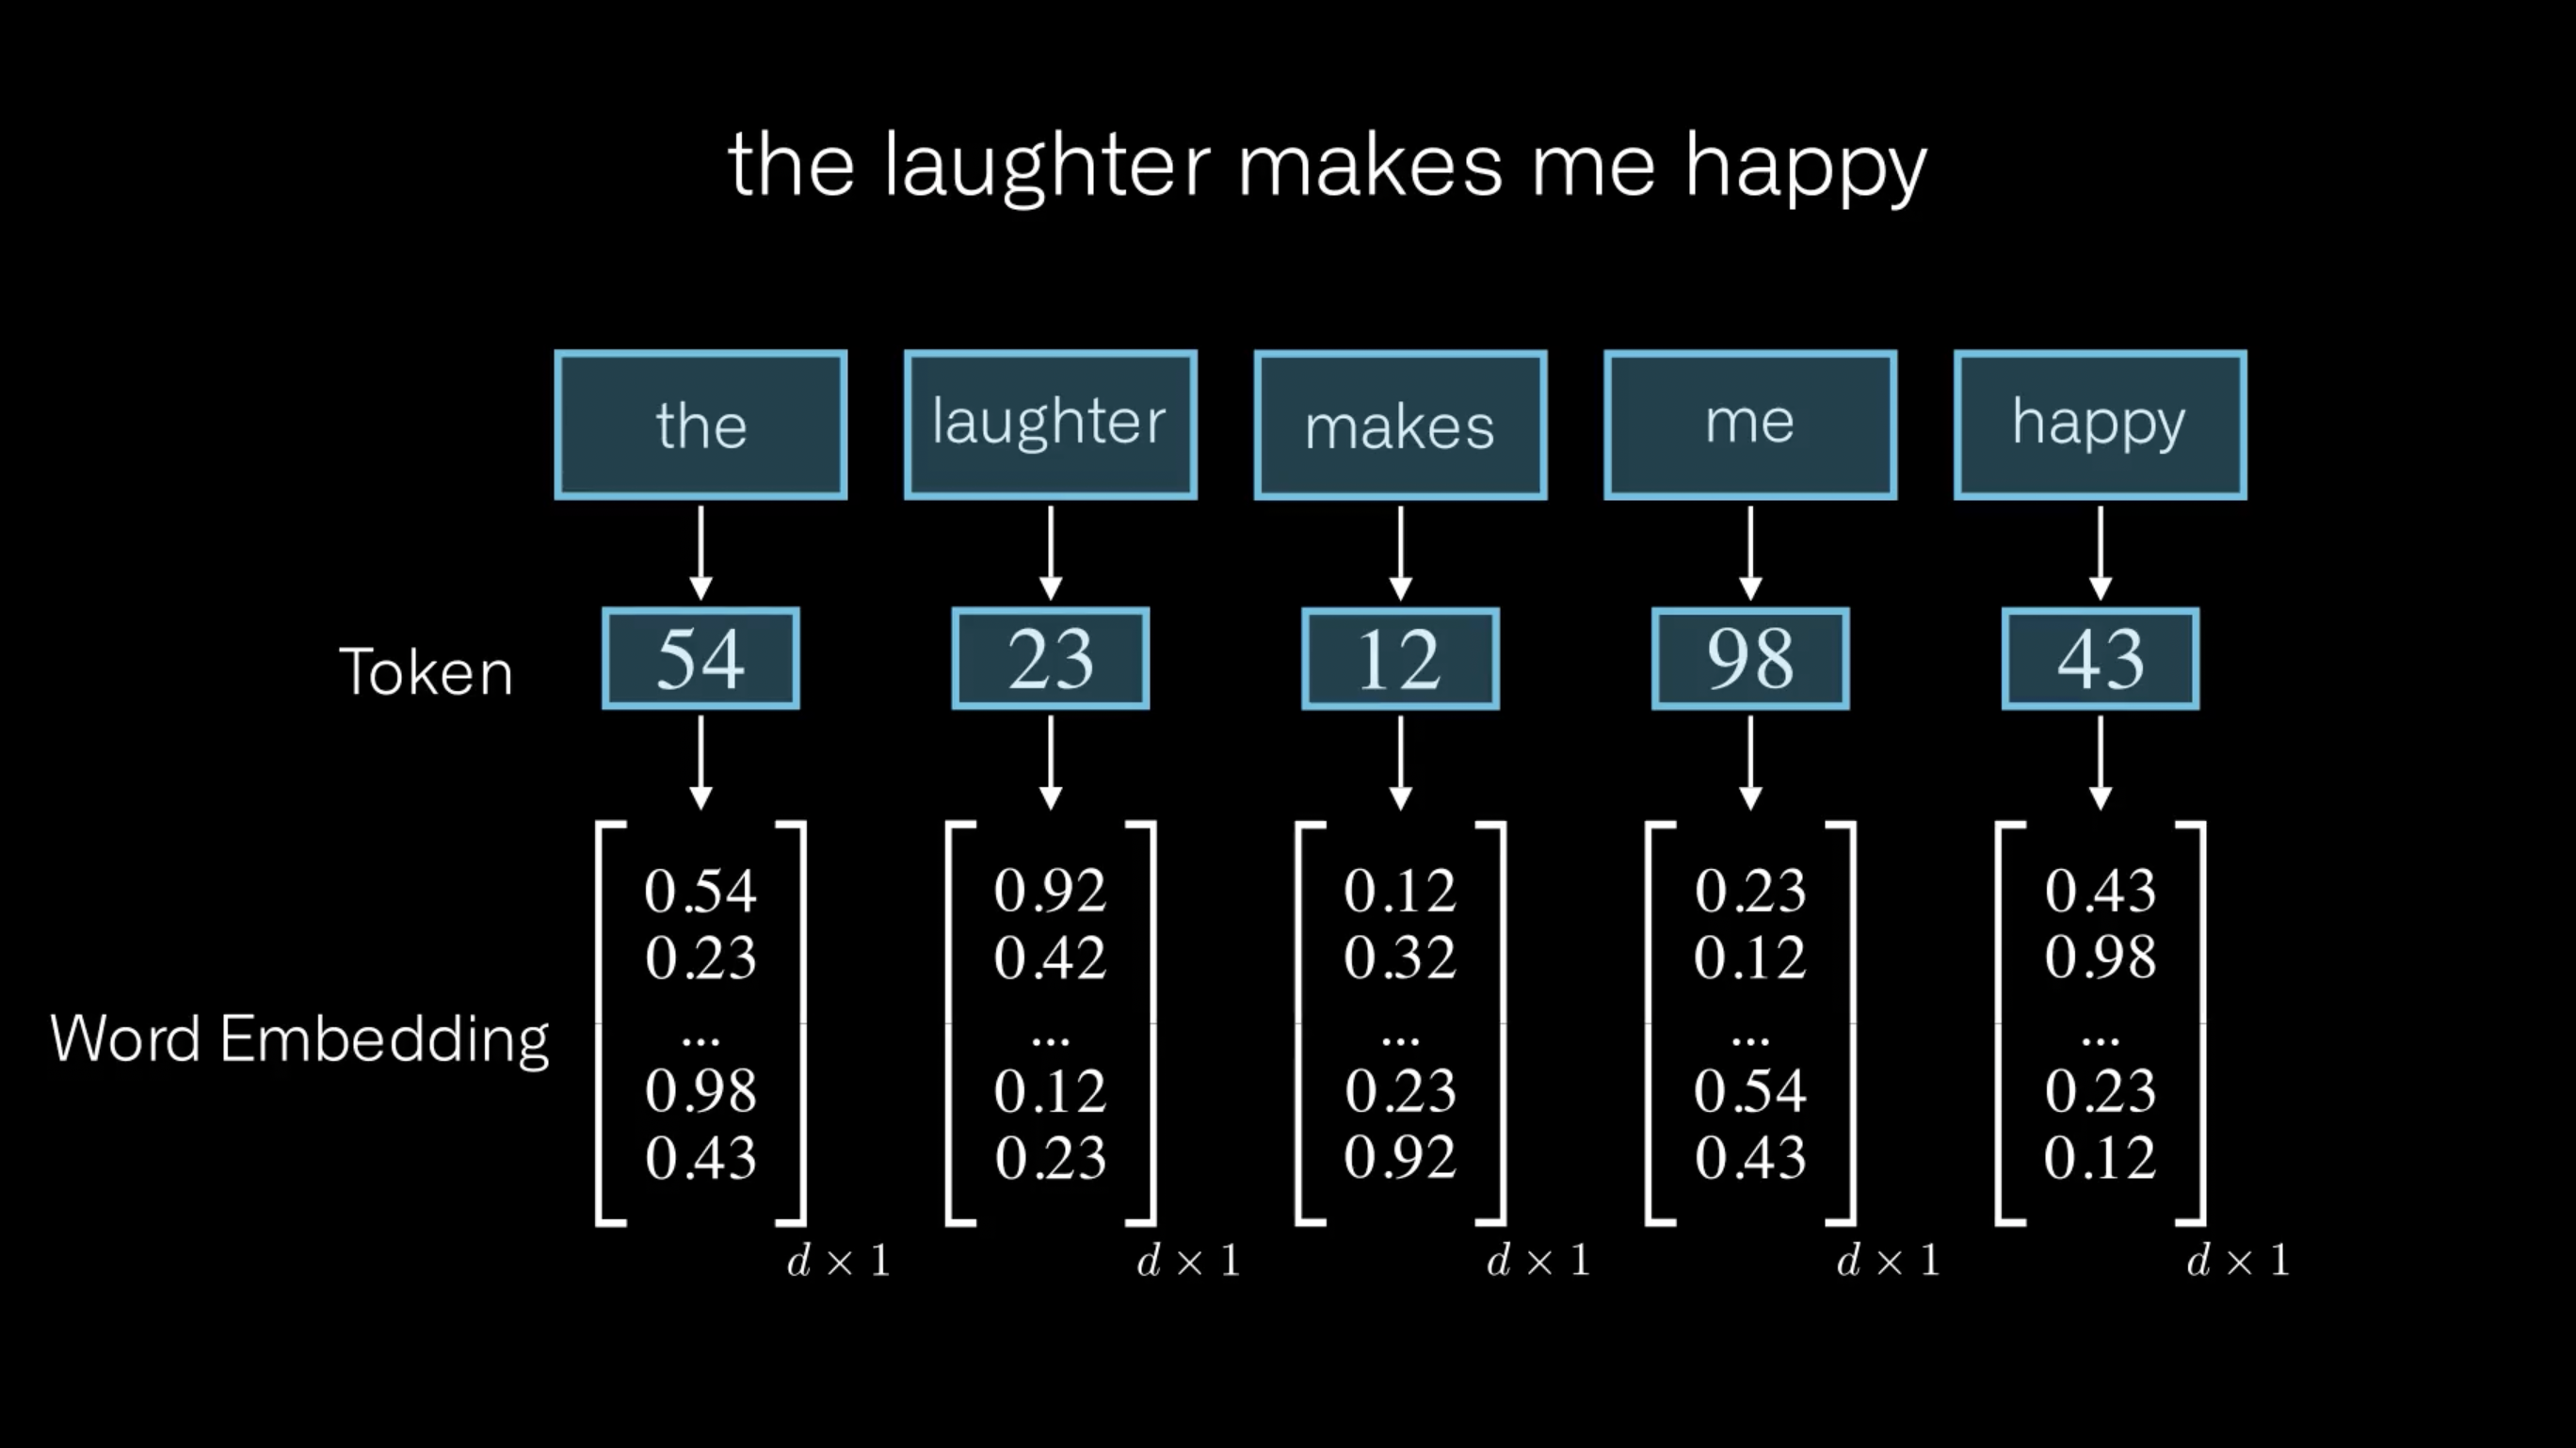 the laughter makes me happy
the laughter makes me happy
Token 54 23 12 98 43
Word Embedding
0.54 0.92 0.12 0.23 0.43
0.23 0.42 0.32 0.12 0.98
... ... ... ... ...
0.98 0.12 0.23 0.54 0.23
0.43 0.23 0.92 0.43 0.12
d × 1 d × 1 d × 1 d × 1 d × 1